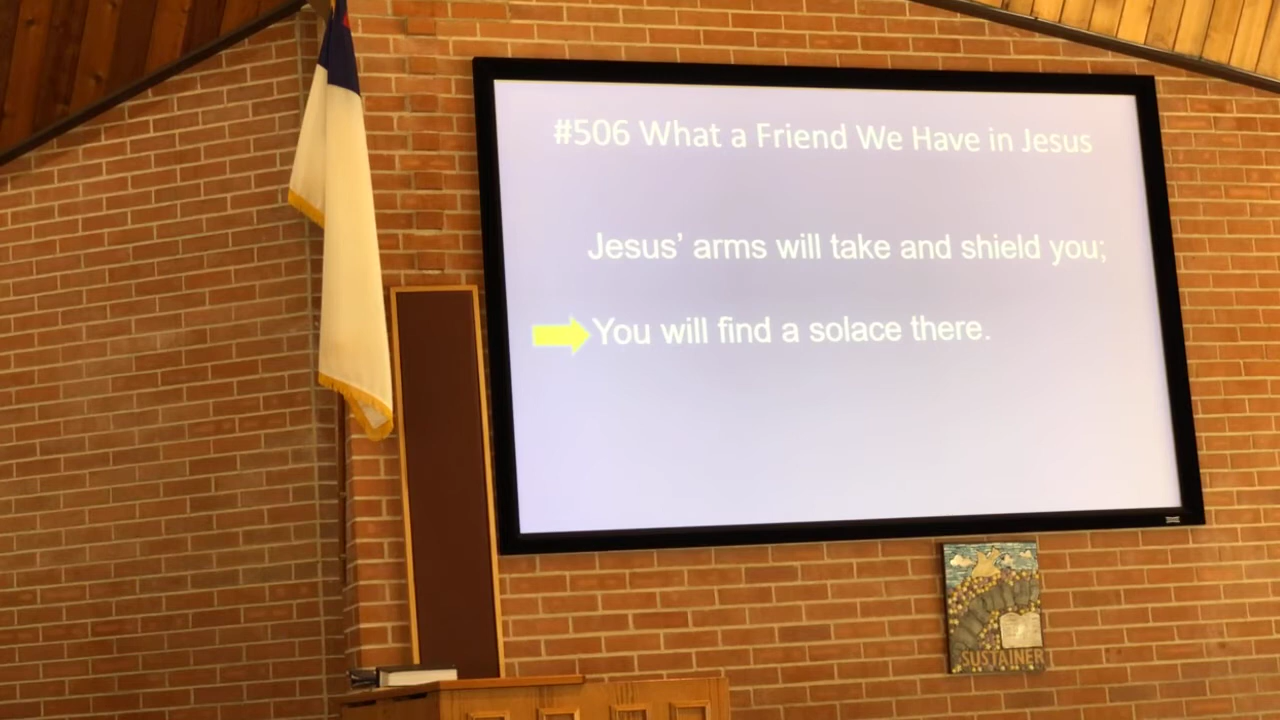 #506 What a Friend We Have in Jesus
Jesus’ arms will take and shield you;
You will find a solace there.
SUSTAINER